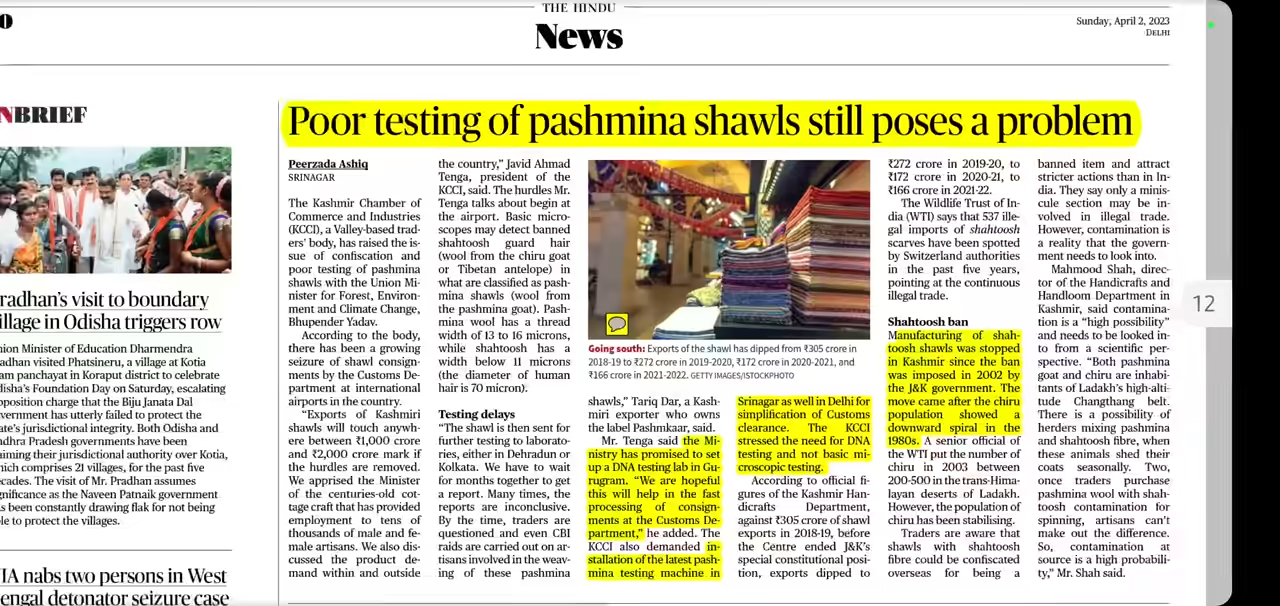 THE HINDU
News
Sunday, April 2, 2023
DELHI
12
NBRIEF
radhan's visit to boundary
illage in Odisha triggers row
nion Minister of Education Dharmendra
adhan visited Phatsineru, a village at Kotia
am panchayat in Koraput district to celebrate
disha's Foundation Day on Saturday, escalating
pposition charge that the Biju Janata Dal
vernment has utterly failed to protect the
ate's jurisdictional integrity. Both Odisha and
ndhra Pradesh governments have been
aiming their jurisdictional authority over Kotia,
hich comprises 21 villages, for the past five
ecades. The visit of Mr. Pradhan assumes
gnificance as the Naveen Patnaik government
s been constantly drawing flak for not being
le to protect the villages.
IA nabs two persons in West
engal detonator seizure case
Poor testing of pashmina shawls still poses a problem
Peerzada Ashiq
SRINAGAR
The Kashmir Chamber of
Commerce and Industries
(KCCI), a Valley-based trad-
ers' body, has raised the is-
sue of confiscation and
poor testing of pashmina
shawls with the Union Mi-
nister for Forest, Environ-
ment and Climate Change,
Bhupender Yadav.
According to the body,
there has been a growing
seizure of shawl consign-
ments by the Customs De-
partment at international
airports in the country.
"Exports of Kashmiri
shawls will touch anywh-
ere between ₹1,000 crore
and ₹2,000 crore mark if
the hurdles are removed.
We apprised the Minister
of the centuries-old cot-
tage craft that has provided
employment to tens of
thousands of male and fe-
male artisans. We also dis-
cussed the product de-
mand within and outside
the country," Javid Ahmad
Tenga, president of the
KCCI, said. The hurdles Mr.
Tenga talks about begin at
the airport. Basic micro-
scopes may detect banned
shahtoosh guard hair
(wool from the chiru goat
or Tibetan antelope) in
what are classified as pash-
mina shawls (wool from
the pashmina goat). Pash-
mina wool has a thread
width of 13 to 16 microns,
while shahtoosh has a
width below 11 microns
(the diameter of human
hair is 70 micron).
Testing delays
"The shawl is then sent for
further testing to laborato-
ries, either in Dehradun or
Kolkata. We have to wait
for months together to get
a report. Many times, the
reports are inconclusive.
By the time, traders are
questioned and even CBI
raids are carried out on ar-
tisans involved in the weav-
ing of these pashmina
Going south: Exports of the shawl has dipped from ₹305 crore in
2018-19 to ₹272 crore in 2019-2020, ₹172 crore in 2020-2021, and
₹166 crore in 2021-2022. GETTY IMAGES/ISTOCKPHOTO
shawls," Tariq Dar, a Kash-
miri exporter who owns
the label Pashmkaar, said.
Mr. Tenga said the Mi-
nistry has promised to set
up a DNA testing lab in Gu-
rugram. "We are hopeful
this will help in the fast
processing of consign-
ments at the Customs De-
partment," he added. The
KCCI also demanded in-
stallation of the latest pash-
mina testing machine in
Srinagar as well in Delhi for
simplification of Customs
clearance. The KCCI
stressed the need for DNA
testing and not basic mi-
croscopic testing.
According to official fi-
gures of the Kashmir Han-
dicrafts Department,
against ₹305 crore of shawl
exports in 2018-19, before
the Centre ended J&K's
special constitutional posi-
tion, exports dipped to
₹272 crore in 2019-20, to
₹172 crore in 2020-21, to
₹166 crore in 2021-22.
The Wildlife Trust of In-
dia (WTI) says that 537 ille-
gal imports of shahtoosh
scarves have been spotted
by Switzerland authorities
in the past five years,
pointing at the continuous
illegal trade.
Shahtoosh ban
Manufacturing of shah-
toosh shawls was stopped
in Kashmir since the ban
was imposed in 2002 by
the J&K government. The
move came after the chiru
population showed a
downward spiral in the
1980s. A senior official of
the WTI put the number of
chiru in 2003 between
200-500 in the trans-Hima-
layan deserts of Ladakh.
However, the population of
chiru has been stabilising.
Traders are aware that
shawls with shahtoosh
fibre could be confiscated
overseas for being a
banned item and attract
stricter actions than in In-
dia. They say only a minis-
cule section may be in-
volved in illegal trade.
However, contamination is
a reality that the govern-
ment needs to look into.
Mahmood Shah, direc-
tor of the Handicrafts and
Handloom Department in
Kashmir, said contamina-
tion is a "high possibility"
and needs to be looked in-
to from a scientific per-
spective. "Both pashmina
goat and chiru are inhabi-
tants of Ladakh's high-alti-
tude Changthang belt.
There is a possibility of
herders mixing pashmina
and shahtoosh fibre, when
these animals shed their
coats seasonally. Two,
once traders purchase
pashmina wool with shah-
toosh contamination for
spinning, artisans can't
make out the difference.
So, contamination at
source is a high probabili-
ty," Mr. Shah said.